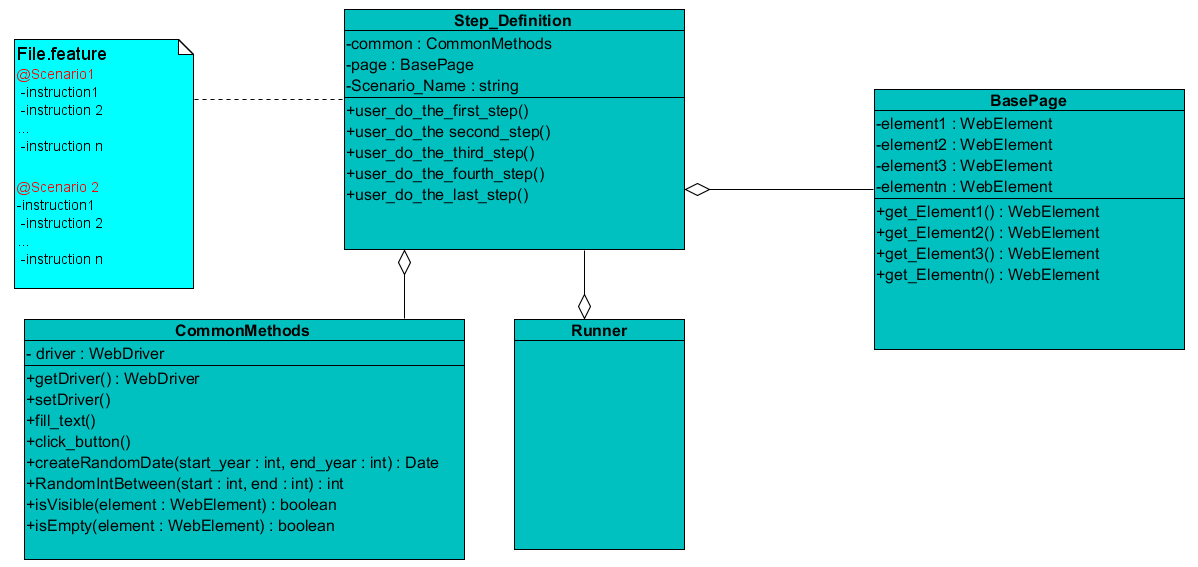 File.feature
@Scenario1
-instruction1
-instruction 2
...
-instruction n
@Scenario 2
-instruction1
-instruction 2
...
-instruction n
Step_Definition
-common : CommonMethods
-page : BasePage
-Scenario_Name : string
+user_do_the_first_step()
+user_do_the second_step()
+user_do_the_third_step()
+user_do_the_fourth_step()
+user_do_the_last_step()
BasePage
-element1 : WebElement
-element2 : WebElement
-element3 : WebElement
-elementn : WebElement
+get_Element1() : WebElement
+get_Element2() : WebElement
+get_Element3() : WebElement
+get_Elementn() : WebElement
CommonMethods
- driver : WebDriver
+getDriver() : WebDriver
+setDriver()
+fill_text()
+click_button()
+createRandomDate(start_year : int, end_year : int) : Date
+RandomIntBetween(start : int, end : int) : int
+isVisible(element : WebElement) : boolean
+isEmpty(element : WebElement) : boolean
Runner